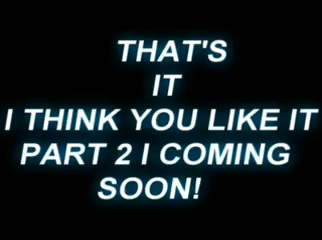 THAT'S
IT
I THINK YOU LIKE IT
PART 2 I COMING
SOON!